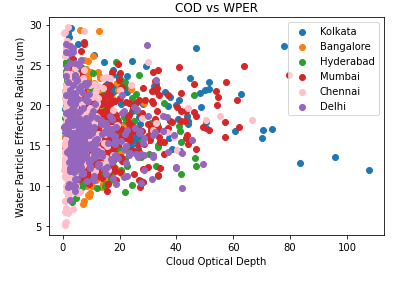 COD vs WPER
Water Particle Effective Radius (um)
30
25
20
15
10
5
Kolkata
Bangalore
Hyderabad
Mumbai
Chennai
Delhi
0 20 40 60 80 100
Cloud Optical Depth